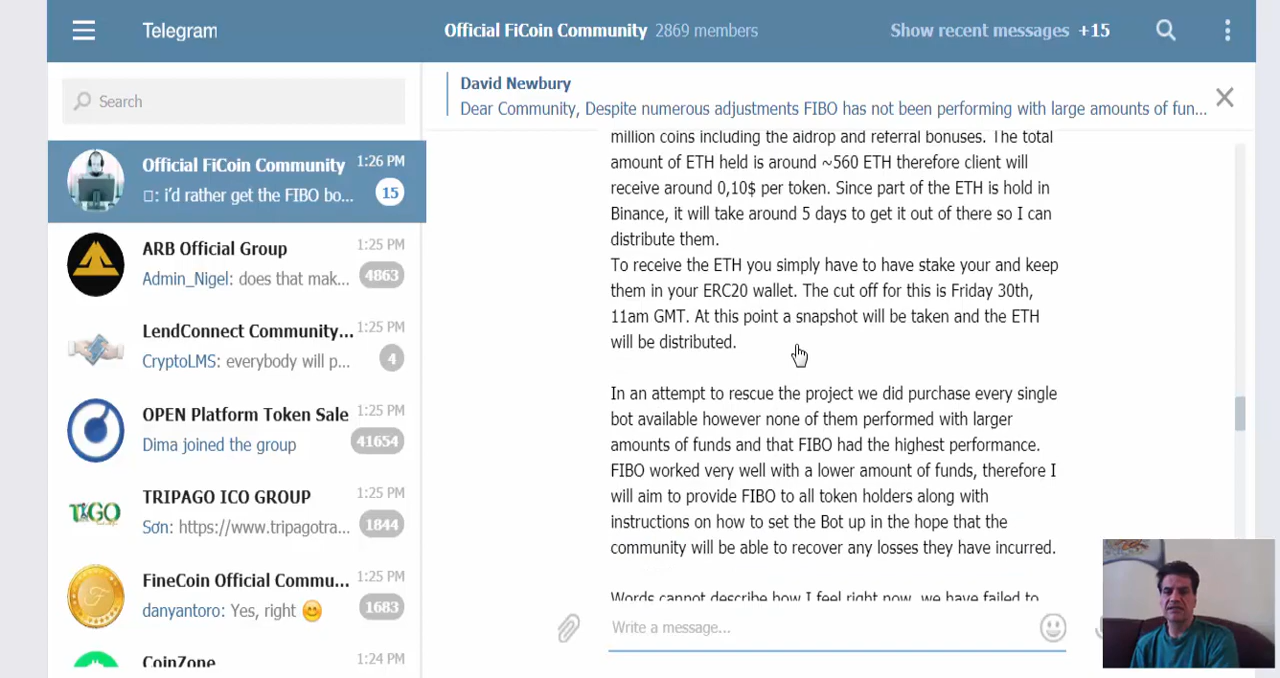 Telegram
Official FiCoin Community 2869 members
Show recent messages +15
Search
David Newbury
Dear Community, Despite numerous adjustments FIBO has not been performing with large amounts of fun...
Official FiCoin Community 1:26 PM
: i'd rather get the FIBO bo... 15
ARB Official Group 1:25 PM
Admin_Nigel: does that mak... 4863
LendConnect Community... 1:25 PM
CryptoLMS: everybody will p... 4
OPEN Platform Token Sale 1:25 PM
Dima joined the group 41654
TRIPAGO ICO GROUP 1:25 PM
Sơn: https://www.tripagotra... 1844
FineCoin Official Commu... 1:25 PM
danyantoro: Yes, right 1683
CoinZone 1:24 PM
TiGO
million coins including the aidrop and referral bonuses. The total
amount of ETH held is around ~560 ETH therefore client will
receive around 0,10$ per token. Since part of the ETH is hold in
Binance, it will take around 5 days to get it out of there so I can
distribute them.
To receive the ETH you simply have to have stake your and keep
them in your ERC20 wallet. The cut off for this is Friday 30th,
11am GMT. At this point a snapshot will be taken and the ETH
will be distributed.
In an attempt to rescue the project we did purchase every single
bot available however none of them performed with larger
amounts of funds and that FIBO had the highest performance.
FIBO worked very well with a lower amount of funds, therefore I
will aim to provide FIBO to all token holders along with
instructions on how to set the Bot up in the hope that the
community will be able to recover any losses they have incurred.
Words cannot describe how I feel right now, we have failed to
Write a message...